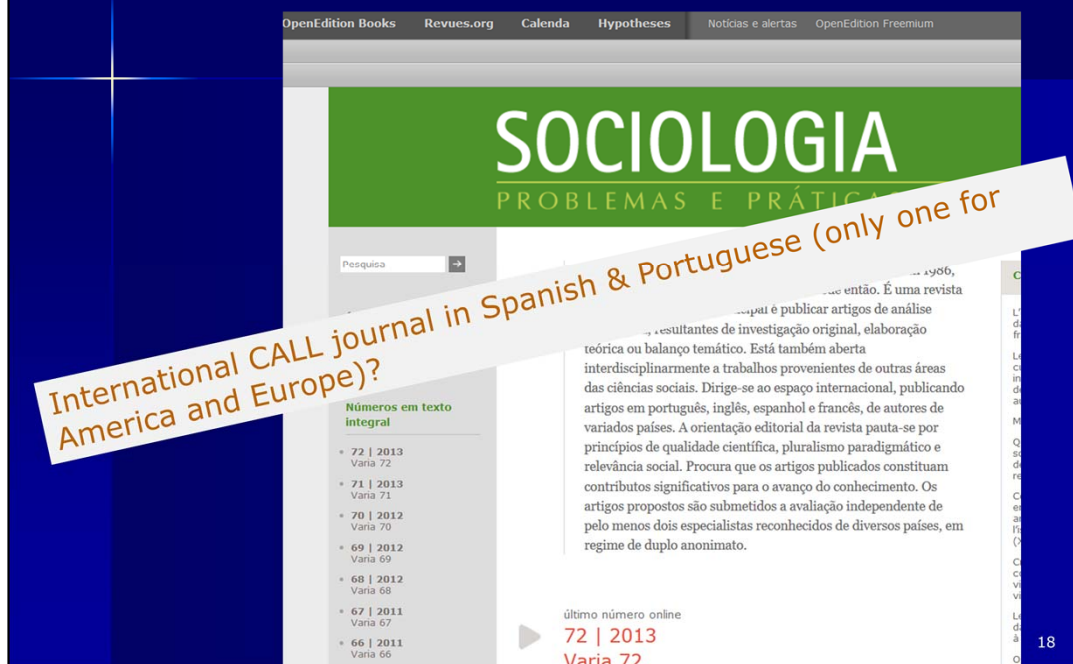 OpenEdition Books Revues.org Calenda Hypotheses Notícias e alertas OpenEdition Freemium
SOCIOLOGIA
PROBLEMAS E PRÁTICAS
International CALL journal in Spanish & Portuguese (only one for
America and Europe)?
Pesquisa
Números em texto
integral
72 | 2013
Varia 72
71 | 2013
Varia 71
70 | 2012
Varia 70
69 | 2012
Varia 69
68 | 2012
Varia 68
67 | 2011
Varia 67
66 | 2011
Varia 66
1986,
então. É uma revista
é publicar artigos de análise
resultantes de investigação original, elaboração
teórica ou balanço temático. Está também aberta
interdisciplinarmente a trabalhos provenientes de outras áreas
das ciências sociais. Dirige-se ao espaço internacional, publicando
artigos em português, inglês, espanhol e francês, de autores de
variados países. A orientação editorial da revista pauta-se por
princípios de qualidade científica, pluralismo paradigmático e
relevância social. Procura que os artigos publicados constituam
contributos significativos para o avanço do conhecimento. Os
artigos propostos são submetidos a avaliação independente de
pelo menos dois especialistas reconhecidos de diversos países, em
regime de duplo anonimato.
último número online
72 | 2013
Varia 72
18